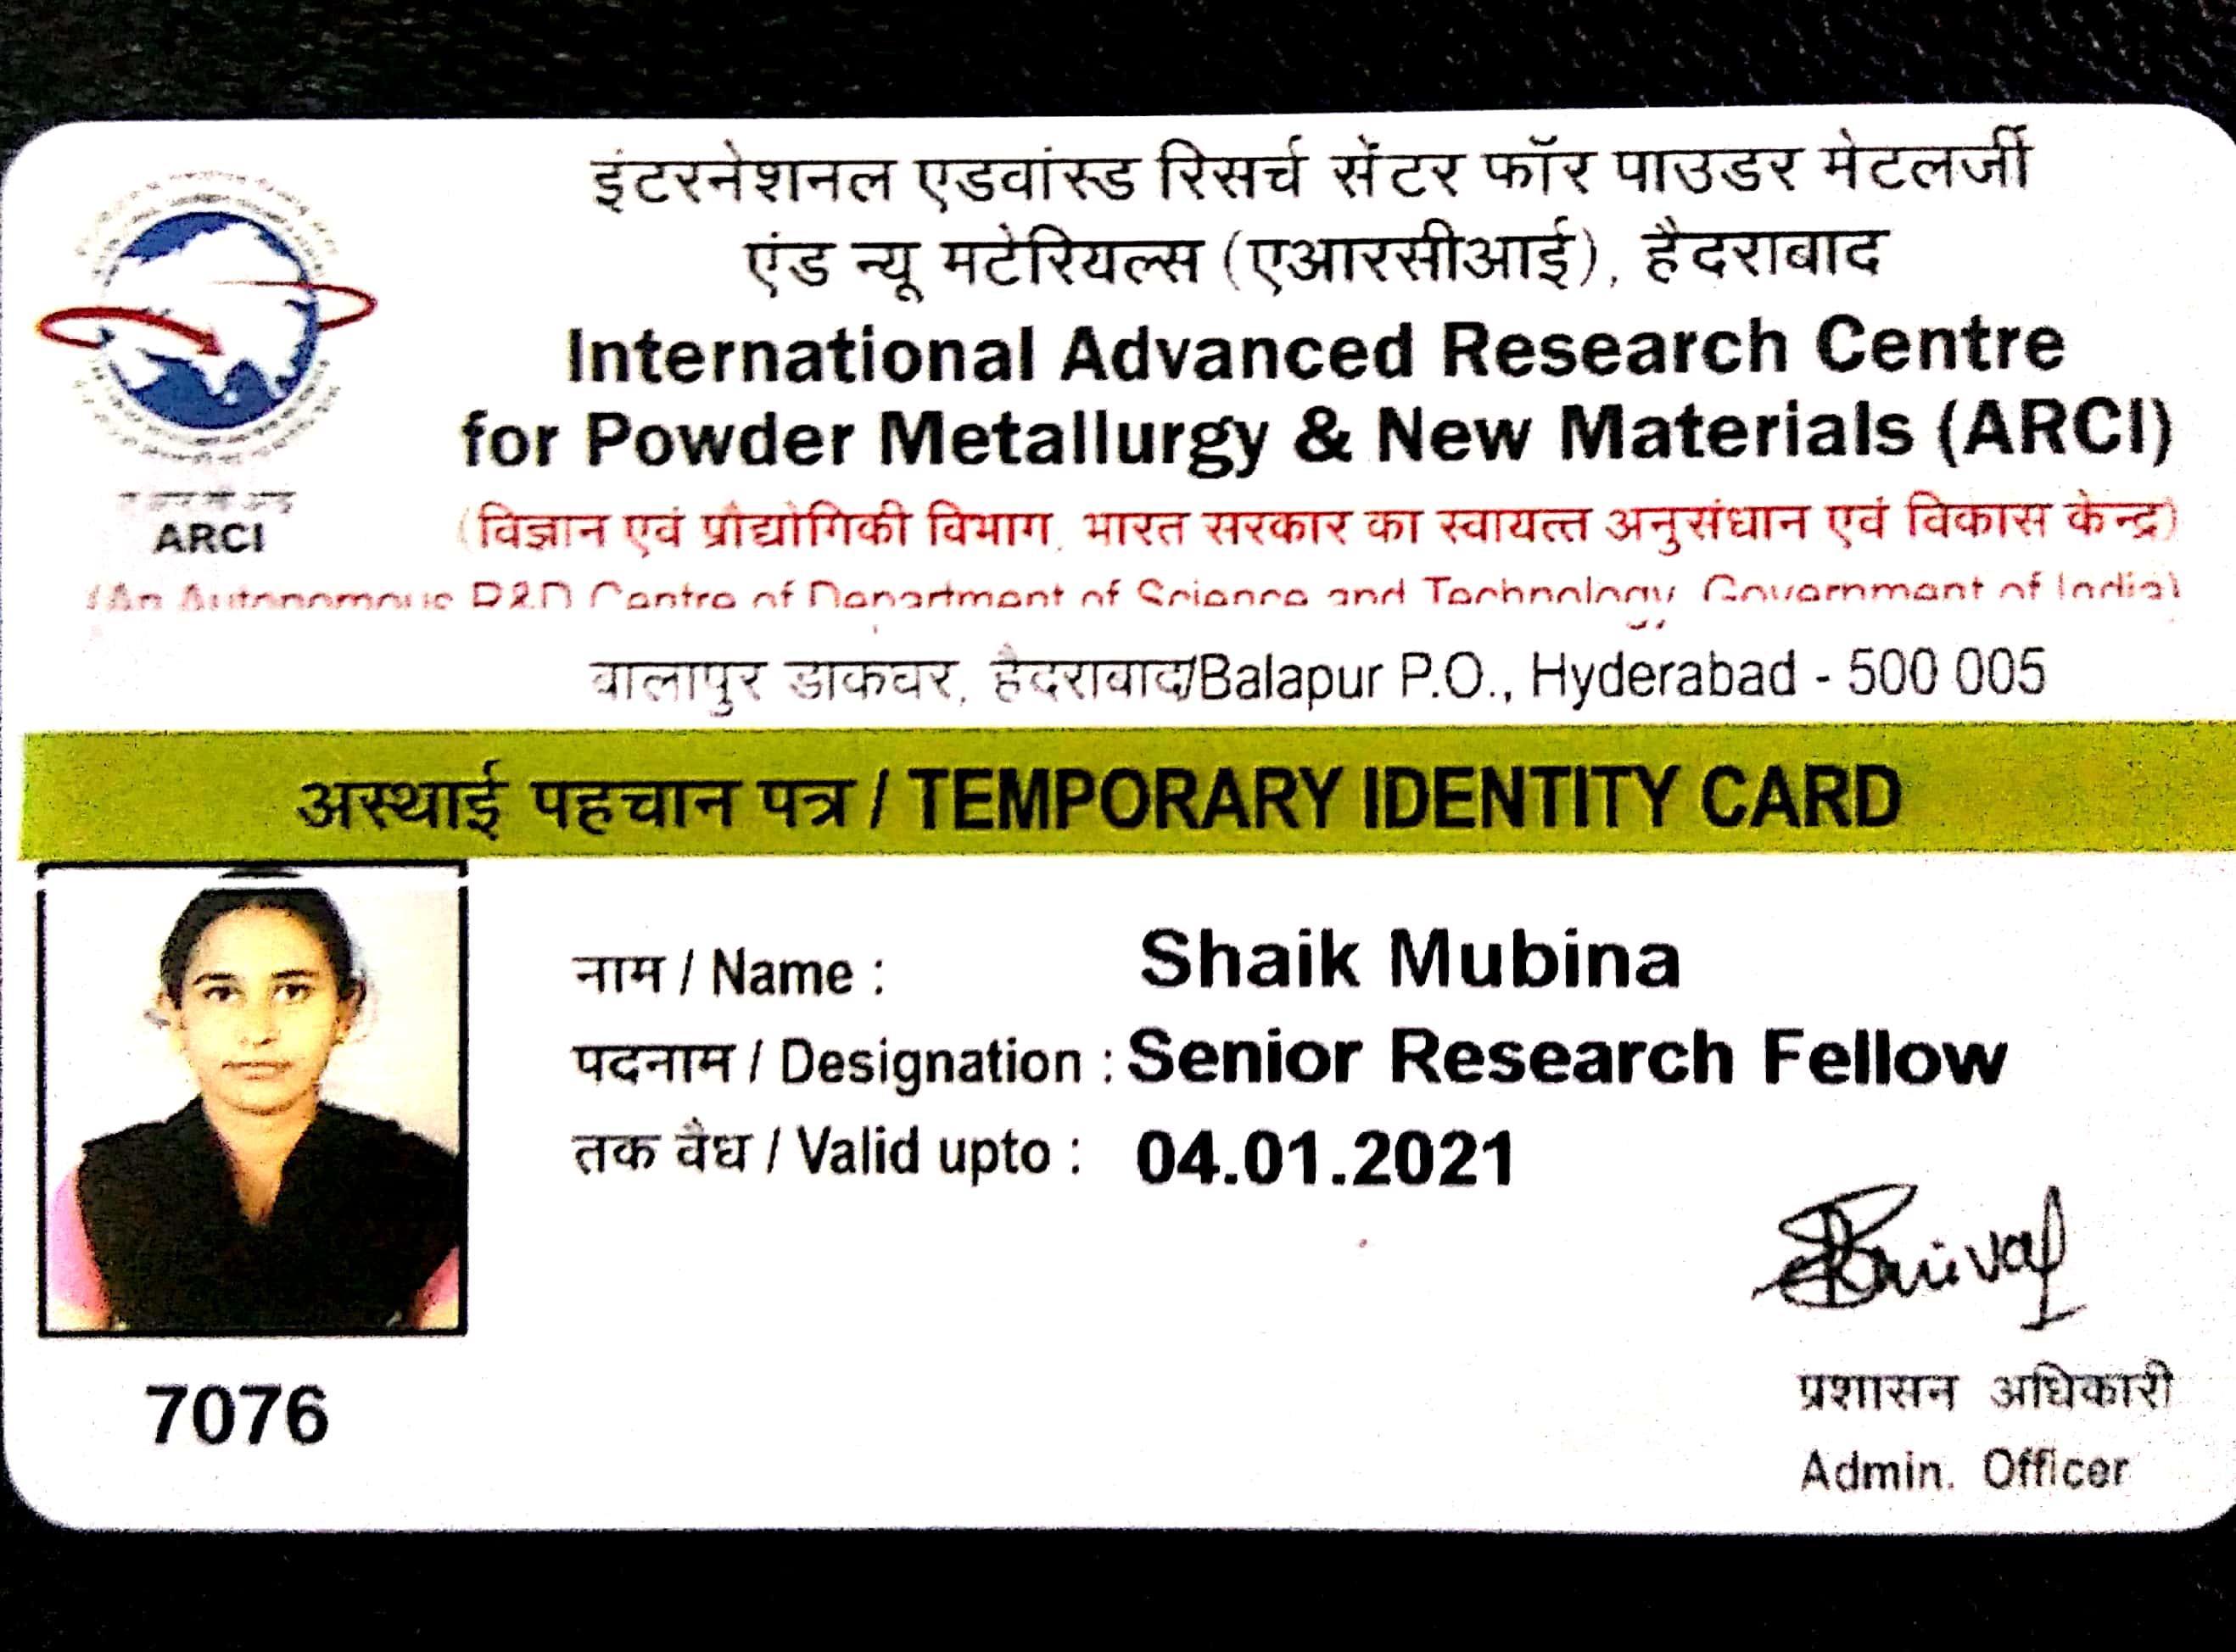 इंटरनेशनल एडवांस्ड रिसर्च सेंटर फॉर पाउडर मेटलर्जी
एंड न्यू मटेरियल्स (एआरसीआई), हैदराबाद
International Advanced Research Centre
for Powder Metallurgy & New Materials (ARCI)
ARCI
(विज्ञान एवं प्रौद्योगिकी विभाग, भारत सरकार का स्वायत्त अनुसंधान एवं विकास केन्द्र)
(An Autonomous R&D Centre of Department of Science and Technology, Government of India)
बालापुर डाकघर, हैदराबाद/Balapur P.O., Hyderabad - 500 005
अस्थाई पहचान पत्र / TEMPORARY IDENTITY CARD
नाम / Name : Shaik Mubina
पदनाम / Designation : Senior Research Fellow
तक वैध / Valid upto : 04.01.2021
7076
प्रशासन अधिकारी
Admin. Officer